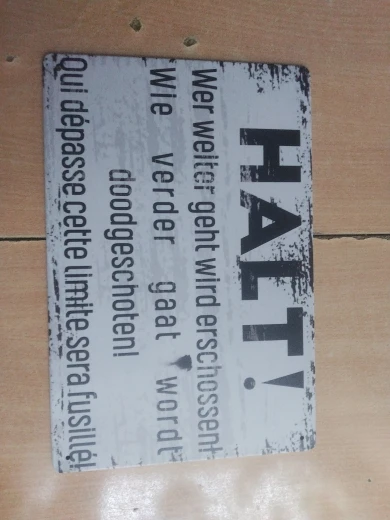 HALT!
Wer weiter geht wird erschossen!
Wie verder gaat wordt
doodgeschoten!
Qui dépasse cette limite sera fusillé!